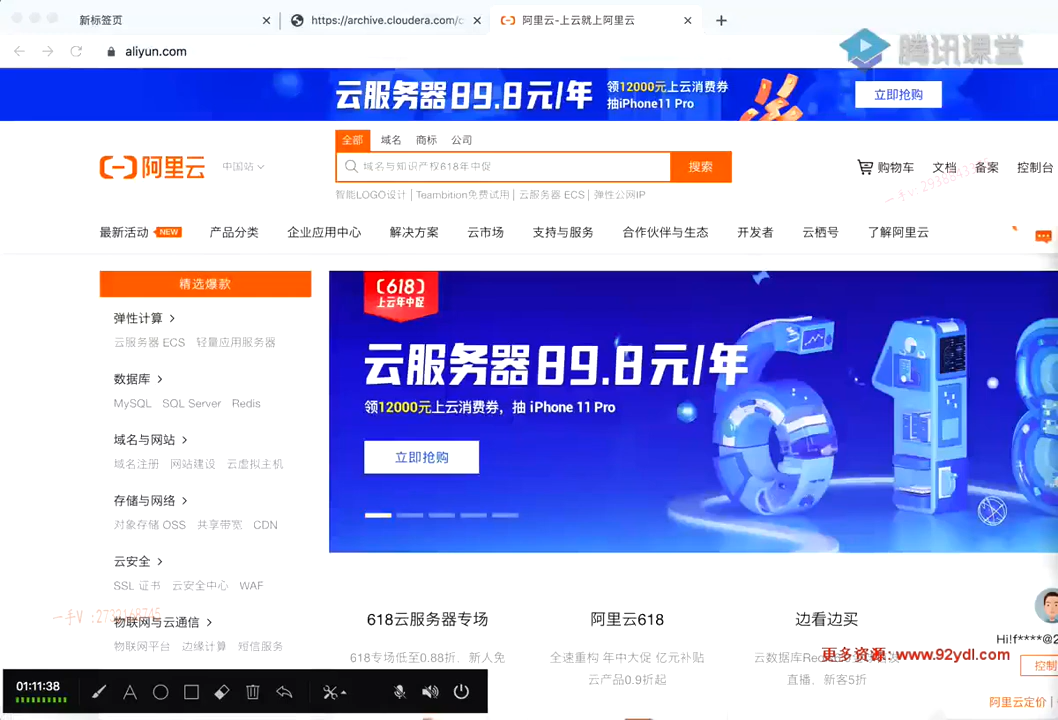 新标签页
https://archive.cloudera.com/c
阿里云-上云就上阿里云
aliyun.com
腾讯课堂
云服务器89.8元/年
领12000元上云消费券
抽iPhone11 Pro
立即抢购
全部 域名 商标 公司
阿里云
中国站
域名与知识产权618年中促
搜索
购物车 文档 备案 控制台
智能LOGO设计 | Teambition免费试用 | 云服务器 ECS | 弹性公网IP
最新活动 NEW 产品分类 企业应用中心 解决方案 云市场 支持与服务 合作伙伴与生态 开发者 云栖号 了解阿里云
精选爆款
弹性计算
云服务器 ECS 轻量应用服务器
数据库
MySQL SQL Server Redis
域名与网站
域名注册 网站建设 云虚拟主机
存储与网络
对象存储 OSS 共享带宽 CDN
云安全
SSL 证书 云安全中心 WAF
物联网与云通信
物联网平台 边缘计算 短信服务
618
上云年中促
云服务器89.8元/年
领12000元上云消费券，抽 iPhone 11 Pro
立即抢购
618
618云服务器专场
618专场低至0.88折、新人免
阿里云618
全速重构 年中大促 亿元补贴
云产品0.9折起
边看边买
云数据库Red
直播、新客5折
Hi!f****@2
更多资源: www.92ydl.com
控制
阿里云定价
01:11:38